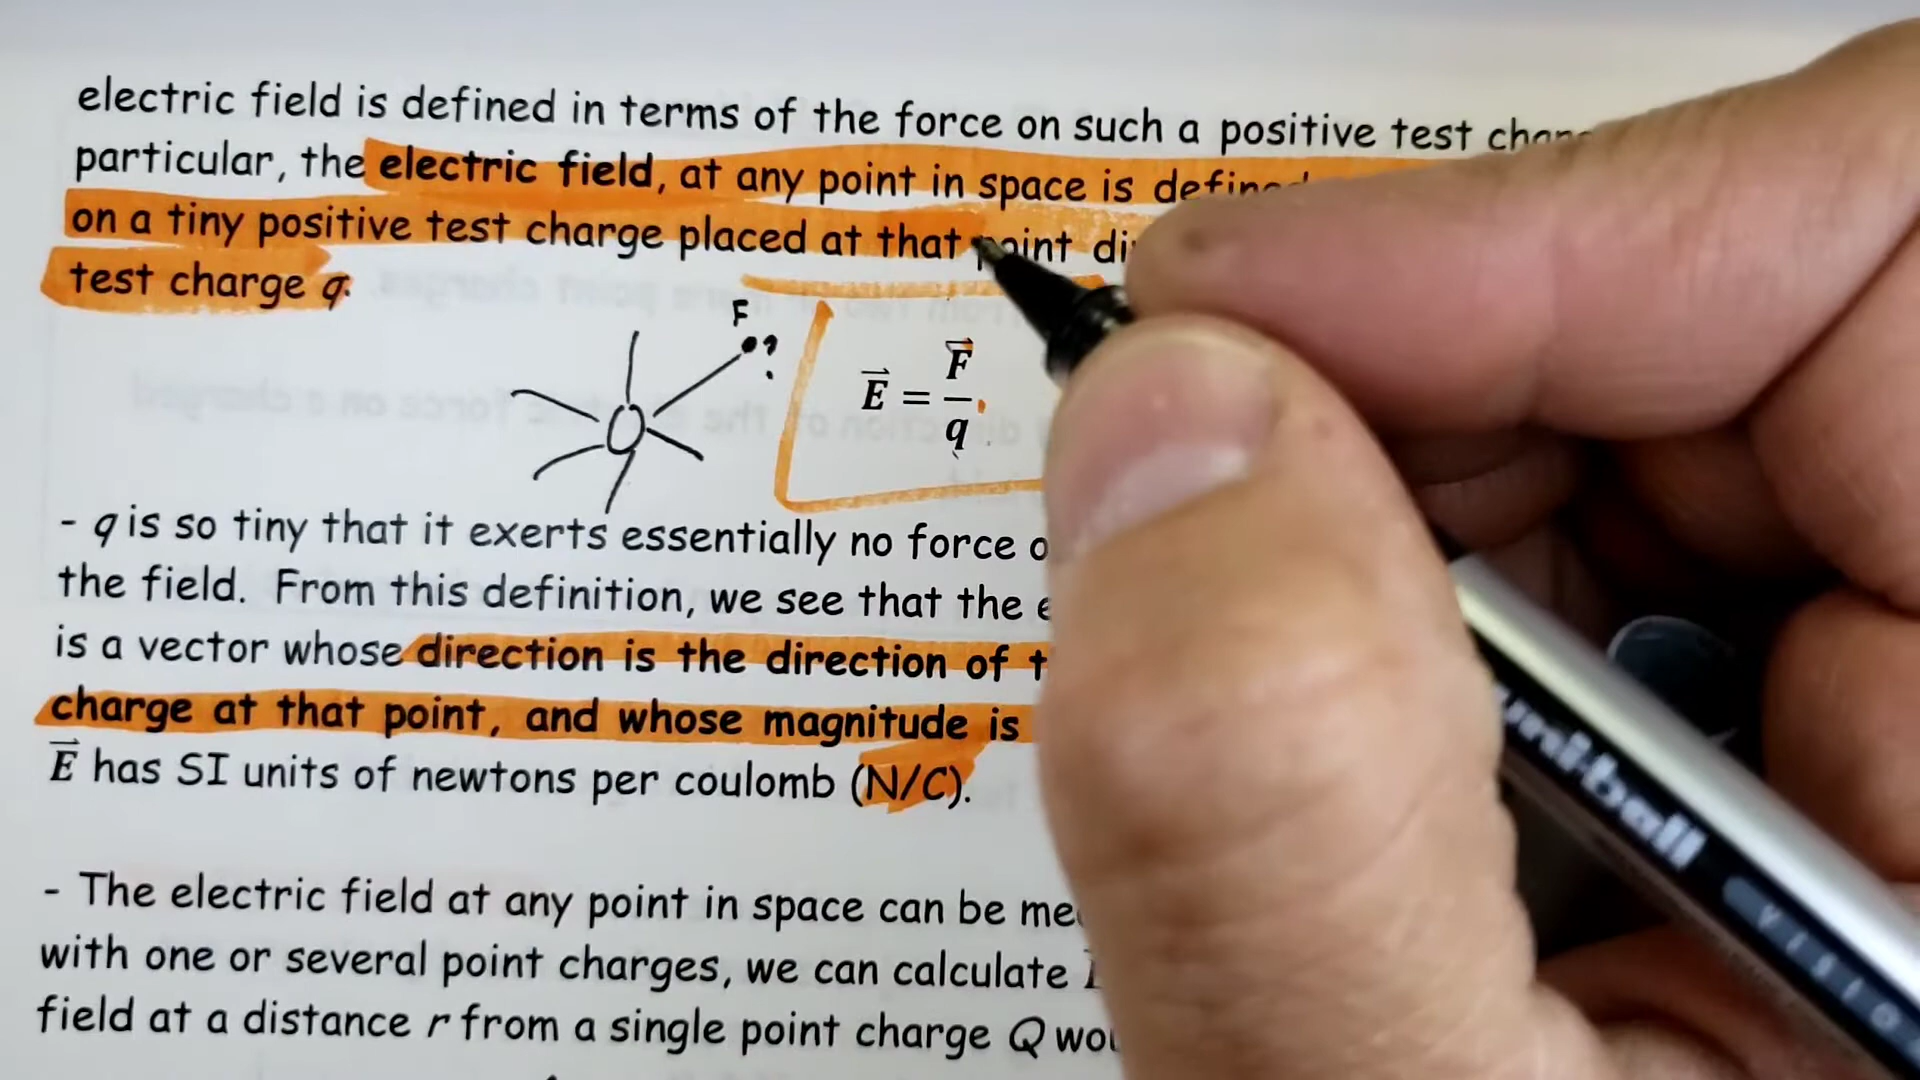 electric field is defined in terms of the force on such a positive test
particular, the electric field, at any point in space is defined
on a tiny positive test charge placed at that point
test charge q.
F
?
E⃗ = F⃗ / q
- q is so tiny that it exerts essentially no force
the field. From this definition, we see that the
is a vector whose direction is the direction of
charge at that point, and whose magnitude is
E⃗ has SI units of newtons per coulomb (N/C).
- The electric field at any point in space can be
with one or several point charges, we can calculate
field at a distance r from a single point charge Q
uni-ball
VISIO